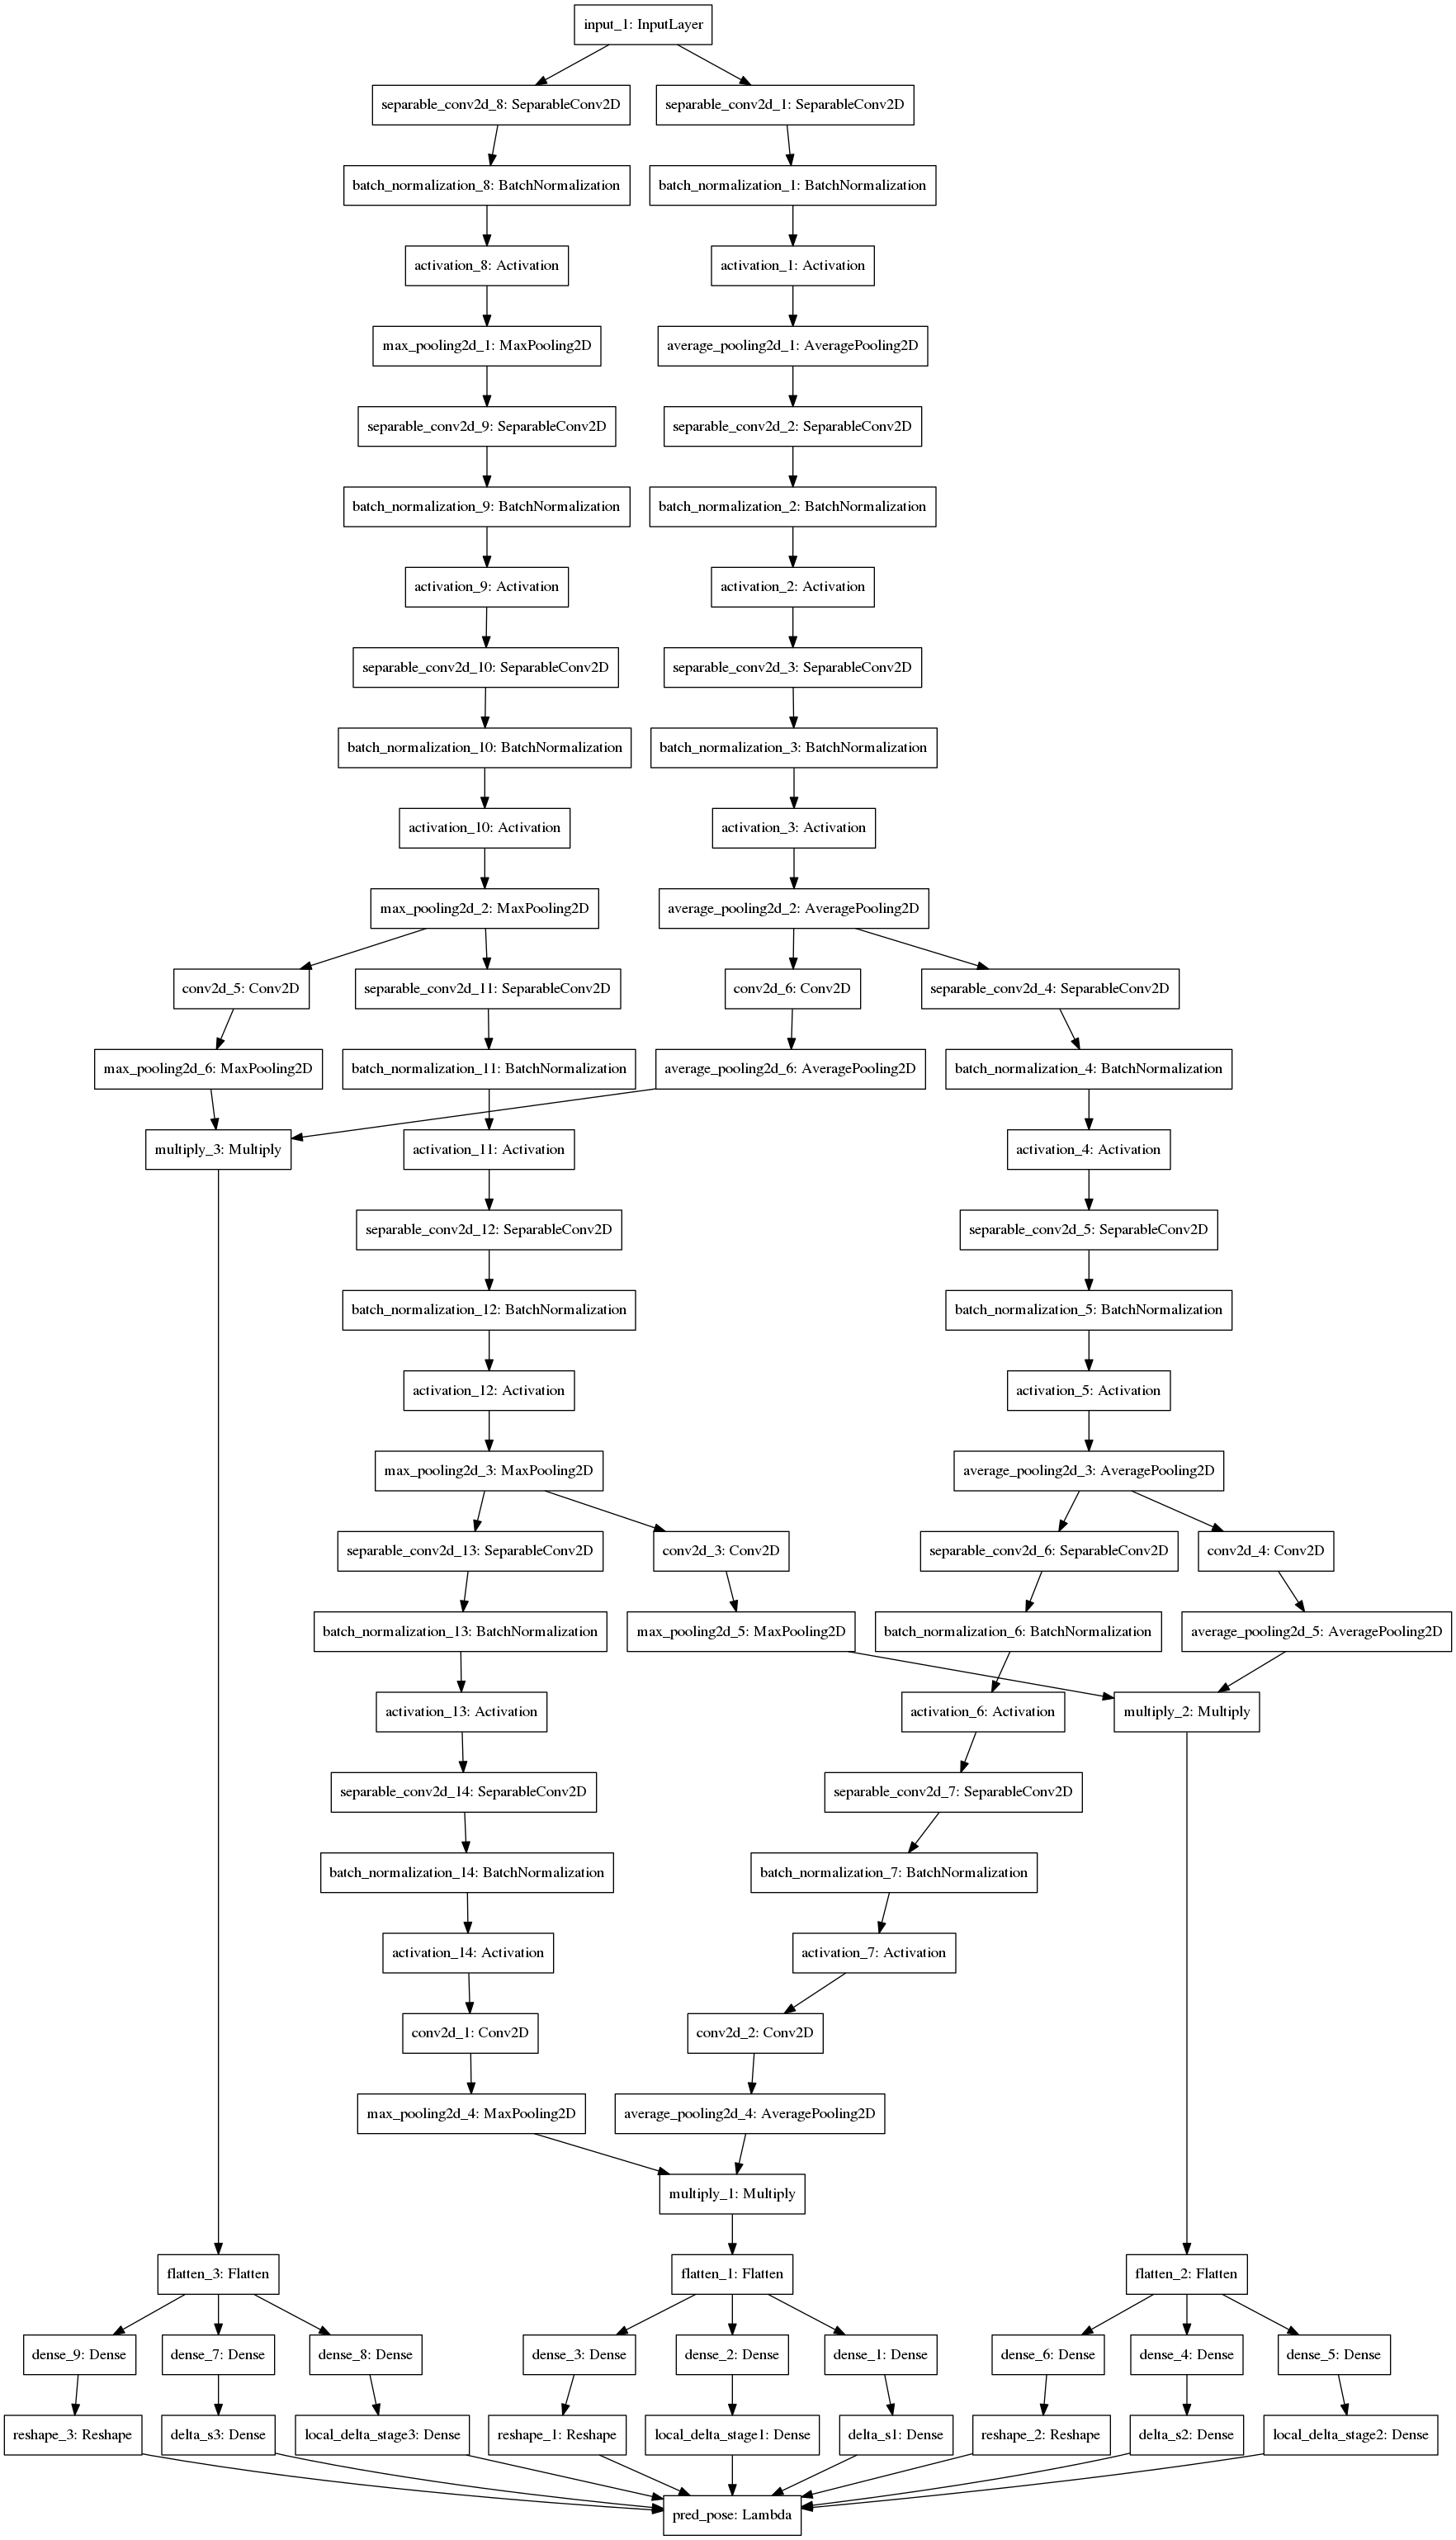 input_1: InputLayer
separable_conv2d_8: SeparableConv2D
separable_conv2d_1: SeparableConv2D
batch_normalization_8: BatchNormalization
batch_normalization_1: BatchNormalization
activation_8: Activation
activation_1: Activation
max_pooling2d_1: MaxPooling2D
average_pooling2d_1: AveragePooling2D
separable_conv2d_9: SeparableConv2D
separable_conv2d_2: SeparableConv2D
batch_normalization_9: BatchNormalization
batch_normalization_2: BatchNormalization
activation_9: Activation
activation_2: Activation
separable_conv2d_10: SeparableConv2D
separable_conv2d_3: SeparableConv2D
batch_normalization_10: BatchNormalization
batch_normalization_3: BatchNormalization
activation_10: Activation
activation_3: Activation
max_pooling2d_2: MaxPooling2D
average_pooling2d_2: AveragePooling2D
conv2d_5: Conv2D
separable_conv2d_11: SeparableConv2D
conv2d_6: Conv2D
separable_conv2d_4: SeparableConv2D
max_pooling2d_6: MaxPooling2D
batch_normalization_11: BatchNormalization
average_pooling2d_6: AveragePooling2D
batch_normalization_4: BatchNormalization
multiply_3: Multiply
activation_11: Activation
activation_4: Activation
separable_conv2d_12: SeparableConv2D
separable_conv2d_5: SeparableConv2D
batch_normalization_12: BatchNormalization
batch_normalization_5: BatchNormalization
activation_12: Activation
activation_5: Activation
max_pooling2d_3: MaxPooling2D
average_pooling2d_3: AveragePooling2D
separable_conv2d_13: SeparableConv2D
conv2d_3: Conv2D
separable_conv2d_6: SeparableConv2D
conv2d_4: Conv2D
batch_normalization_13: BatchNormalization
max_pooling2d_5: MaxPooling2D
batch_normalization_6: BatchNormalization
average_pooling2d_5: AveragePooling2D
activation_13: Activation
activation_6: Activation
multiply_2: Multiply
separable_conv2d_14: SeparableConv2D
separable_conv2d_7: SeparableConv2D
batch_normalization_14: BatchNormalization
batch_normalization_7: BatchNormalization
activation_14: Activation
activation_7: Activation
conv2d_1: Conv2D
conv2d_2: Conv2D
max_pooling2d_4: MaxPooling2D
average_pooling2d_4: AveragePooling2D
multiply_1: Multiply
flatten_3: Flatten
flatten_1: Flatten
flatten_2: Flatten
dense_9: Dense
dense_7: Dense
dense_8: Dense
dense_3: Dense
dense_2: Dense
dense_1: Dense
dense_6: Dense
dense_4: Dense
dense_5: Dense
reshape_3: Reshape
delta_s3: Dense
local_delta_stage3: Dense
reshape_1: Reshape
local_delta_stage1: Dense
delta_s1: Dense
reshape_2: Reshape
delta_s2: Dense
local_delta_stage2: Dense
pred_pose: Lambda